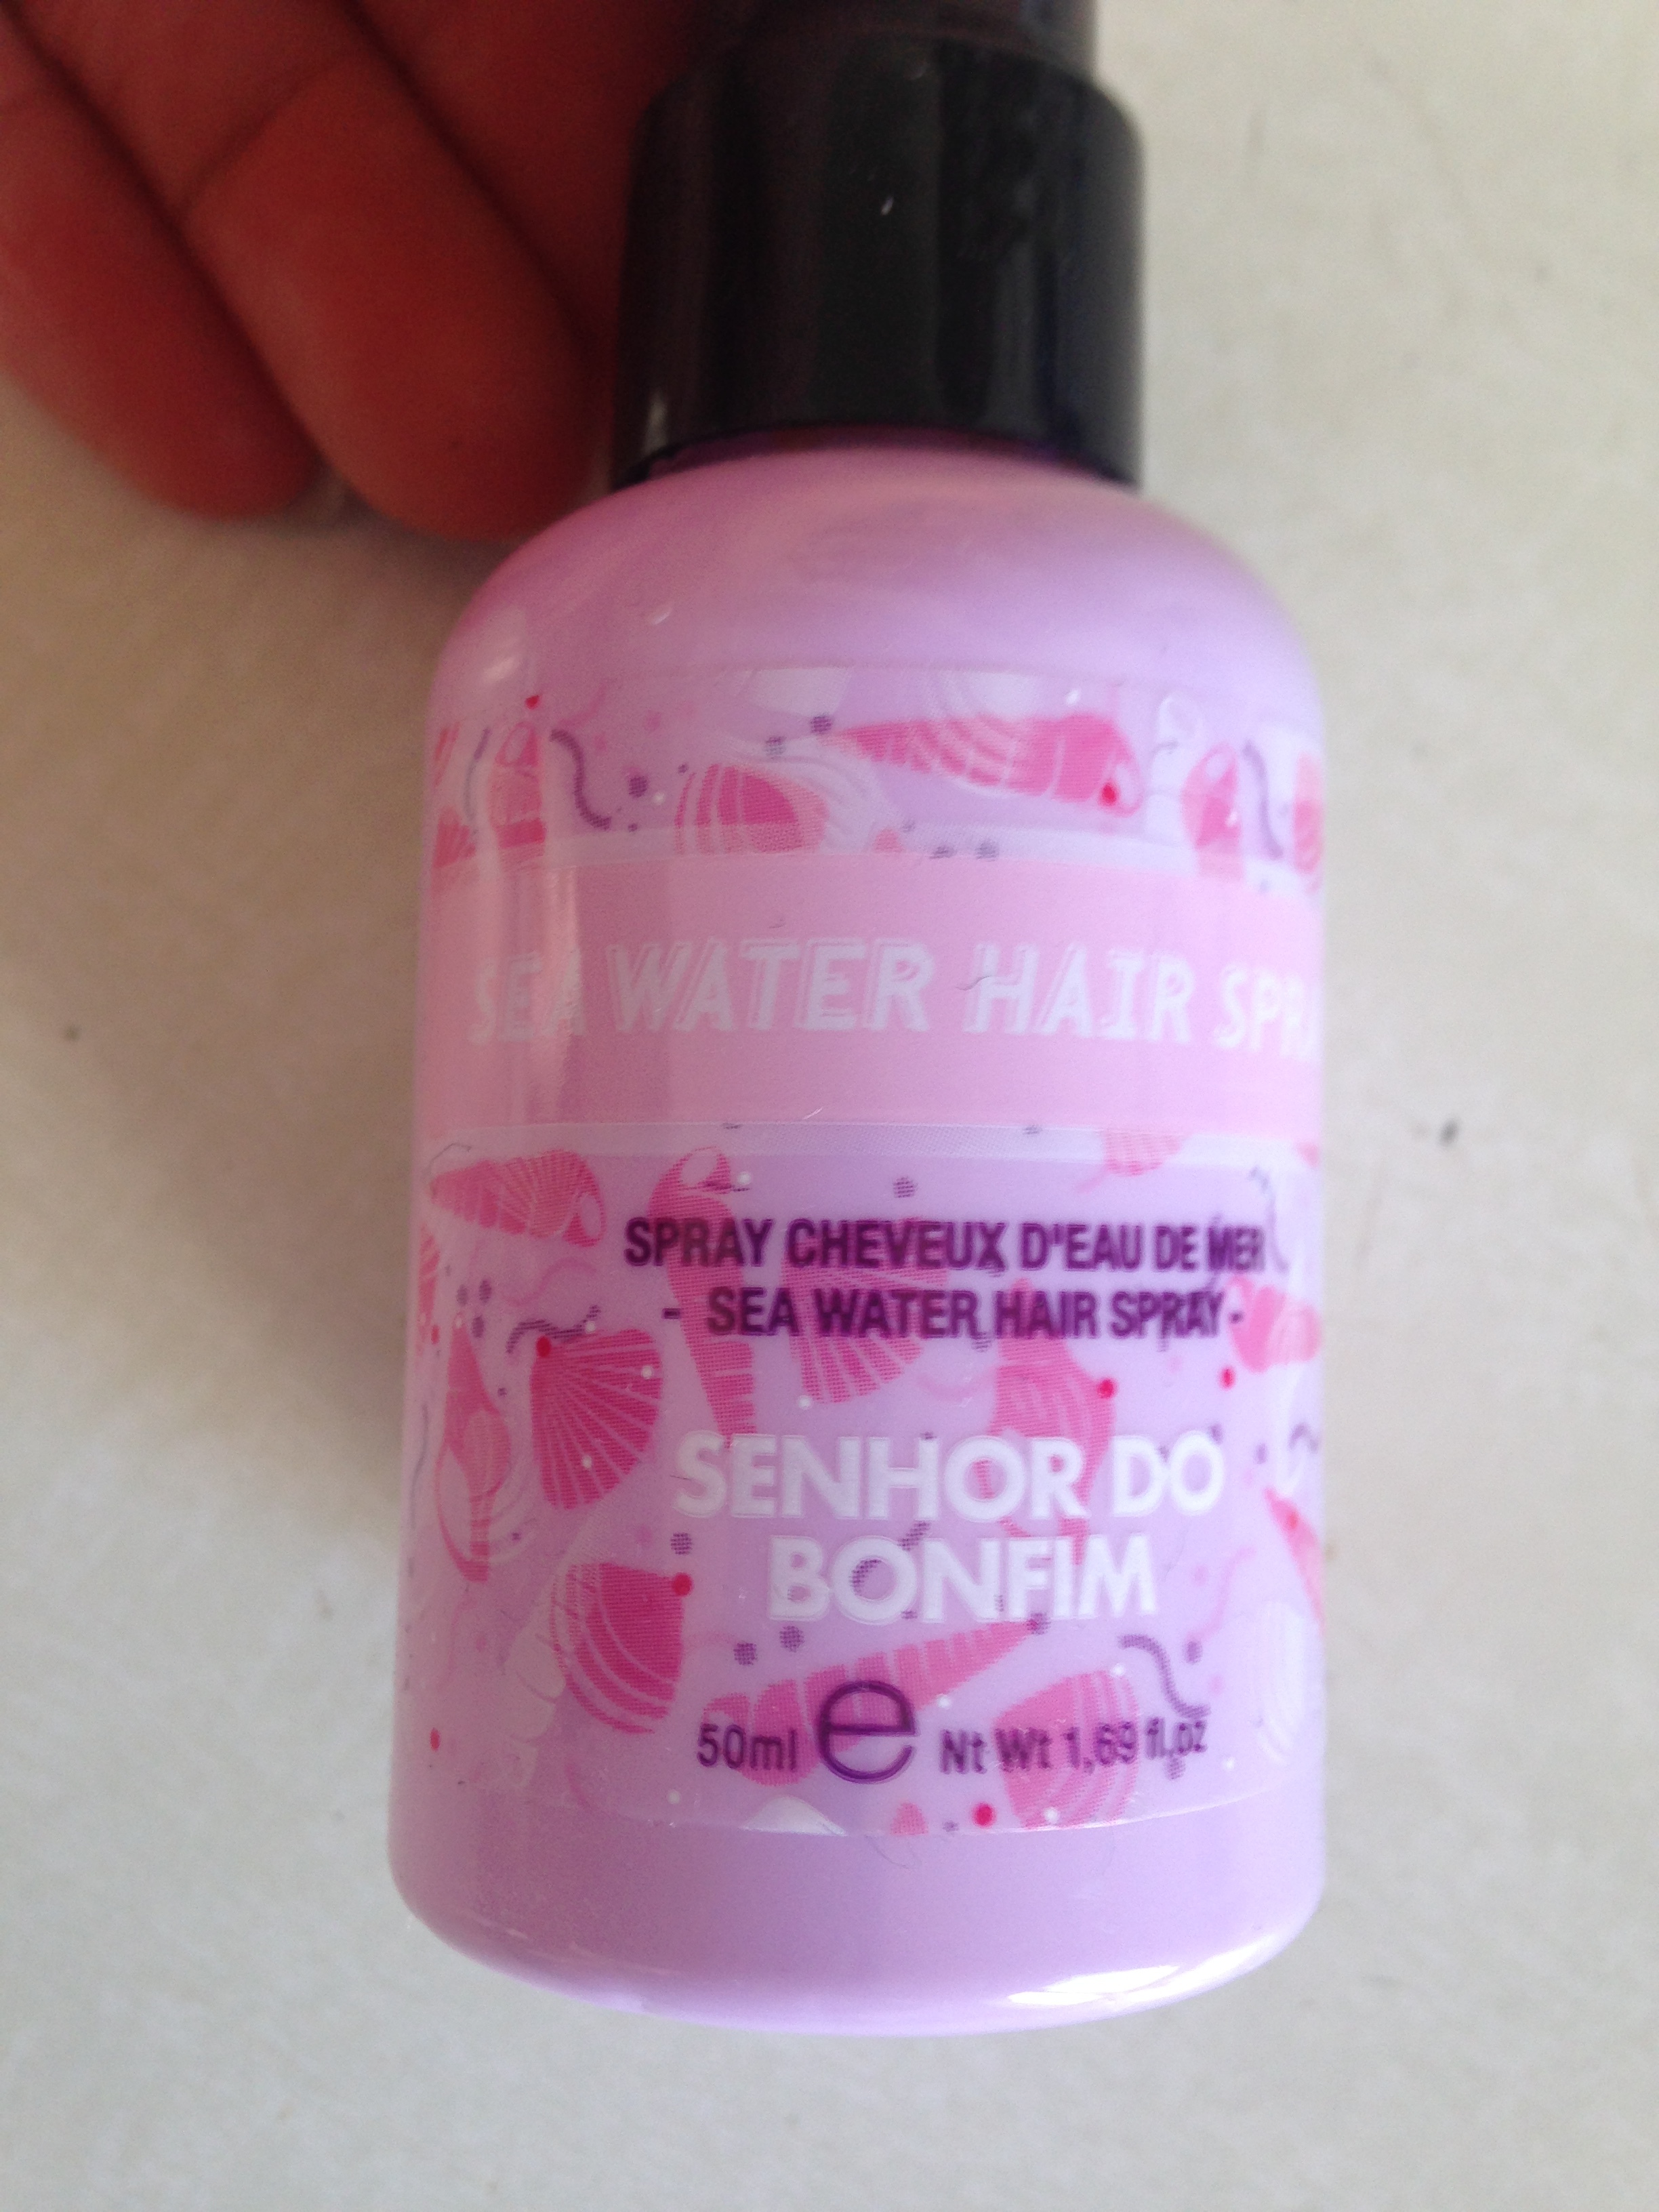 SEA WATER HAIR SPRA
SPRAY CHEVEUX D'EAU DE MER
- SEA WATER HAIR SPRAY -
SENHOR DO
BONFIM
50ml e Nt Wt 1,69 fl.oz